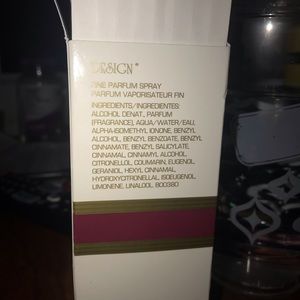 DESIGN
FINE PARFUM SPRAY
PARFUM VAPORISATEUR FIN
INGREDIENTS/INGREDIENTES:
ALCOHOL DENAT., PARFUM
(FRAGRANCE), AQUA/WATER/EAU,
ALPHA-ISOMETHYL IONONE, BENZYL
ALCOHOL, BENZYL BENZOATE, BENZYL
CINNAMATE, BENZYL SALICYLATE,
CINNAMAL, CINNAMYL ALCOHOL,
CITRONELLOL, COUMARIN, EUGENOL,
GERANIOL, HEXYL CINNAMAL,
HYDROXYCITRONELLAL, ISOEUGENOL,
LIMONENE, LINALOOL. 800380